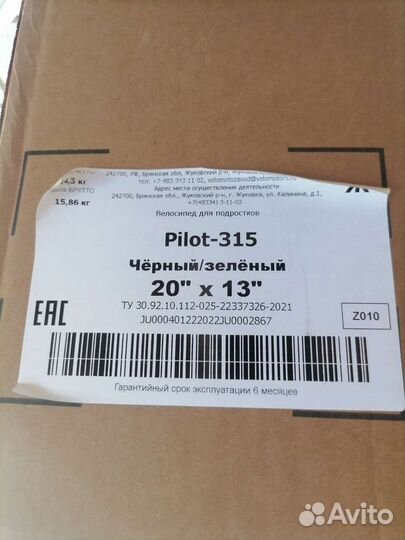 14,3 кг
БРУТТО
15,86 кг
242700, РФ, Брянская обл, Жуковский р-н,
тел: +7-483-343-11-02, velomotozavod@velomotors.ru
Адрес места осуществления деятельности
242700, Брянская обл., Жуковский р-н, г. Жуковка, ул. Калинина, д.1,
+7(48334) 3-11-02
Велосипед для подростков
Pilot-315
Чёрный/зелёный
20" x 13"
ТУ 30.92.10.112-025-22337326-2021
JU000401222022JU0002867
EAC
Z010
Гарантийный срок эксплуатации 6 месяцев
Avito